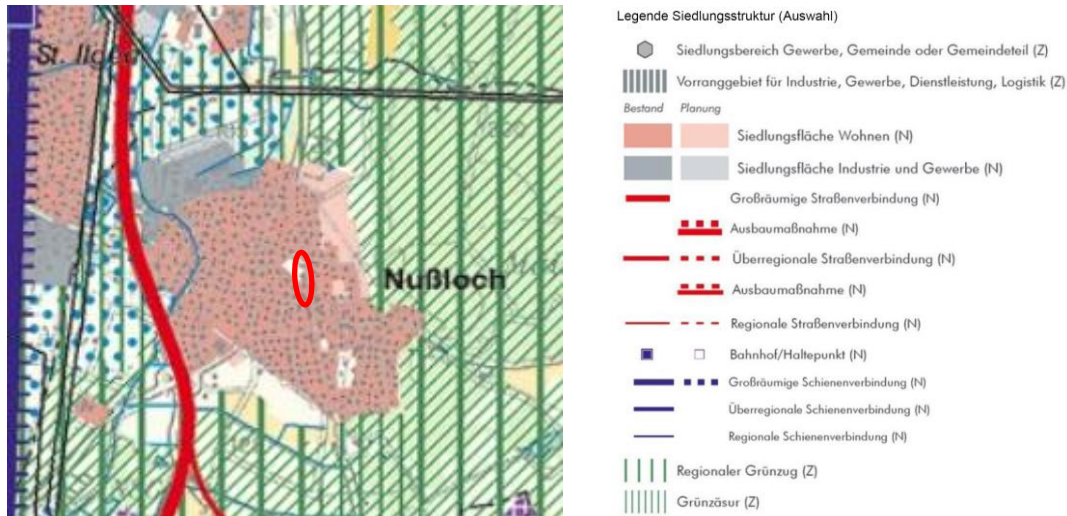 St. Ilgen
Nußloch
Legende Siedlungsstruktur (Auswahl)
Siedlungsbereich Gewerbe, Gemeinde oder Gemeindeteil (Z)
Vorranggebiet für Industrie, Gewerbe, Dienstleistung, Logistik (Z)
Bestand Planung
Siedlungsfläche Wohnen (N)
Siedlungsfläche Industrie und Gewerbe (N)
Großräumige Straßenverbindung (N)
Ausbaumaßnahme (N)
Überregionale Straßenverbindung (N)
Ausbaumaßnahme (N)
Regionale Straßenverbindung (N)
Bahnhof/Haltepunkt (N)
Großräumige Schienenverbindung (N)
Überregionale Schienenverbindung (N)
Regionale Schienenverbindung (N)
Regionaler Grünzug (Z)
Grünzäsur (Z)